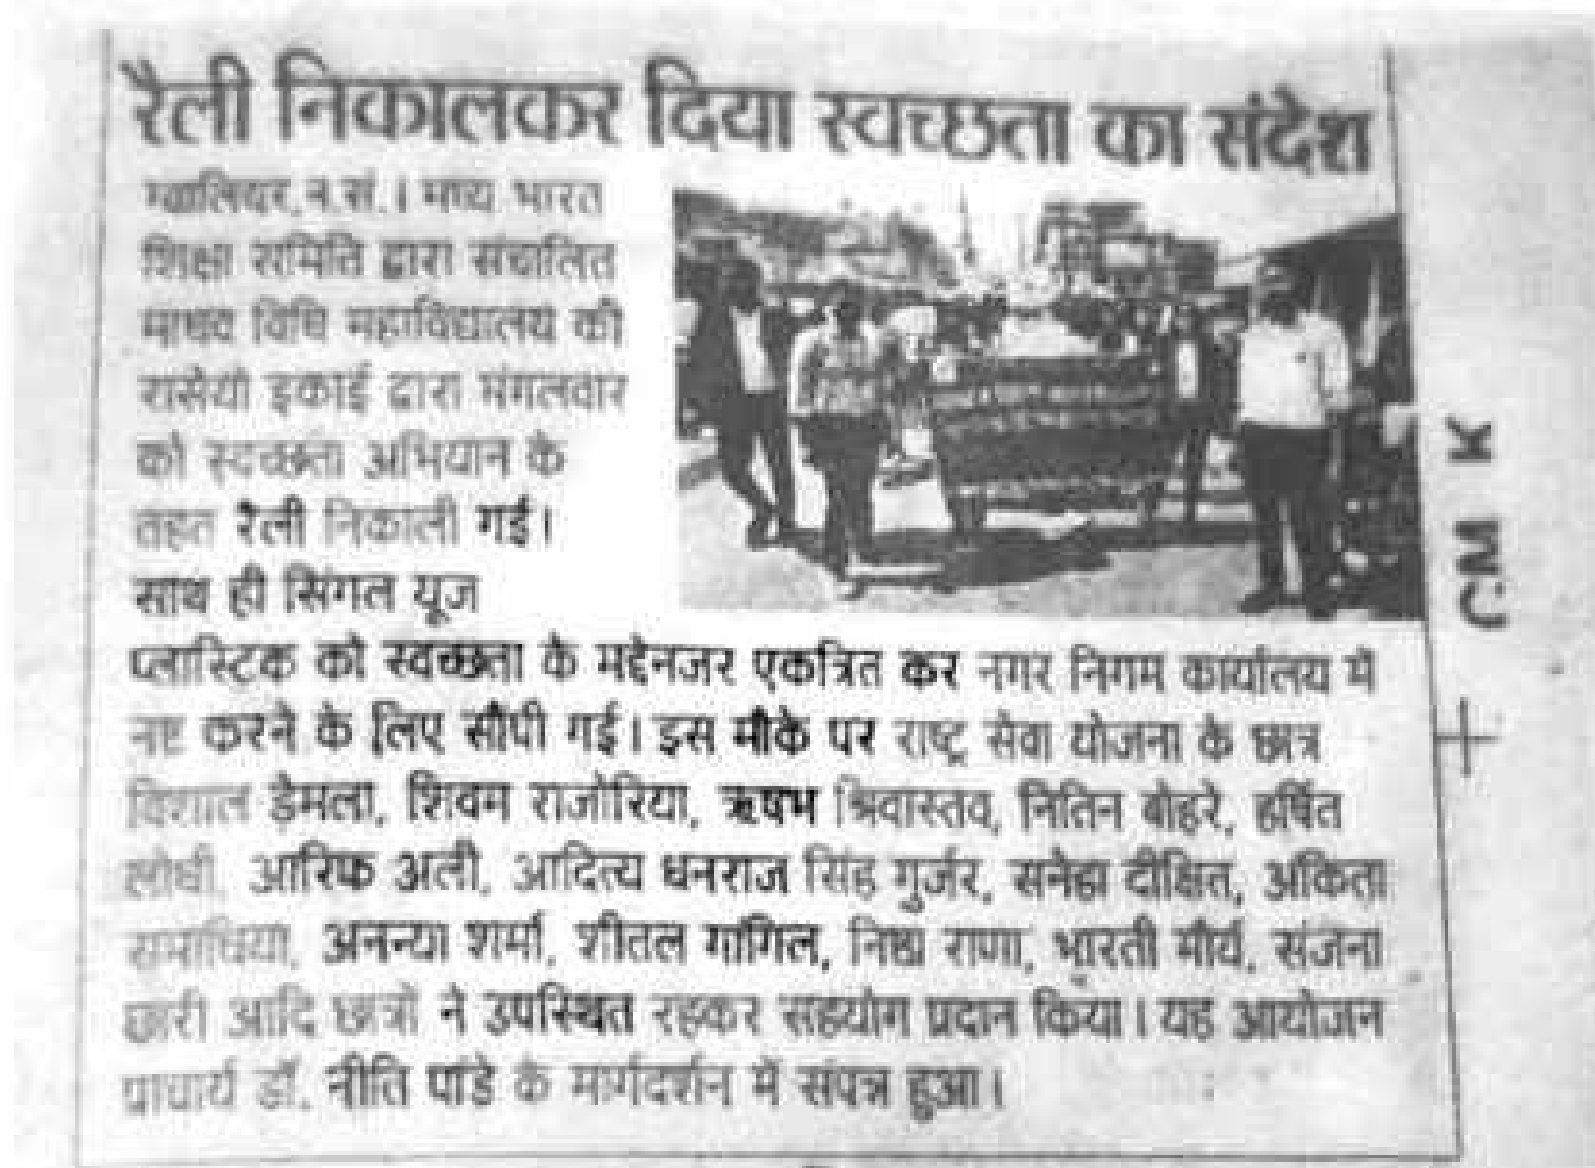 रैली निकालकर दिया स्वच्छता का संदेश
ग्वालियर, न.सं.। मध्य भारत
शिक्षा समिति द्वारा संचालित
माधव विधि महाविद्यालय की
रासेयो इकाई द्वारा मंगलवार
को स्वच्छता अभियान के
तहत रैली निकाली गई।
साथ ही सिंगल यूज
प्लास्टिक को स्वच्छता के मद्देनजर एकत्रित कर नगर निगम कार्यालय में
नष्ट करने के लिए सौंपी गई। इस मौके पर राष्ट्र सेवा योजना के छात्र
विशाल डेमला, शिवम राजोरिया, ऋषभ श्रिवास्तव, नितिन बोहरे, हर्षित
लोधी, आरिफ अली, आदित्य धनराज सिंह गुर्जर, सनेहा दीक्षित, अंकिता
समाधिया, अनन्या शर्मा, शीतल गांगिल, निष्ठा राणा, भारती मौर्य, संजना
छारी आदि छात्रों ने उपस्थित रहकर सहयोग प्रदान किया। यह आयोजन
प्राचार्य डॉ. नीति पांडे के मार्गदर्शन में संपन्न हुआ।
CM K